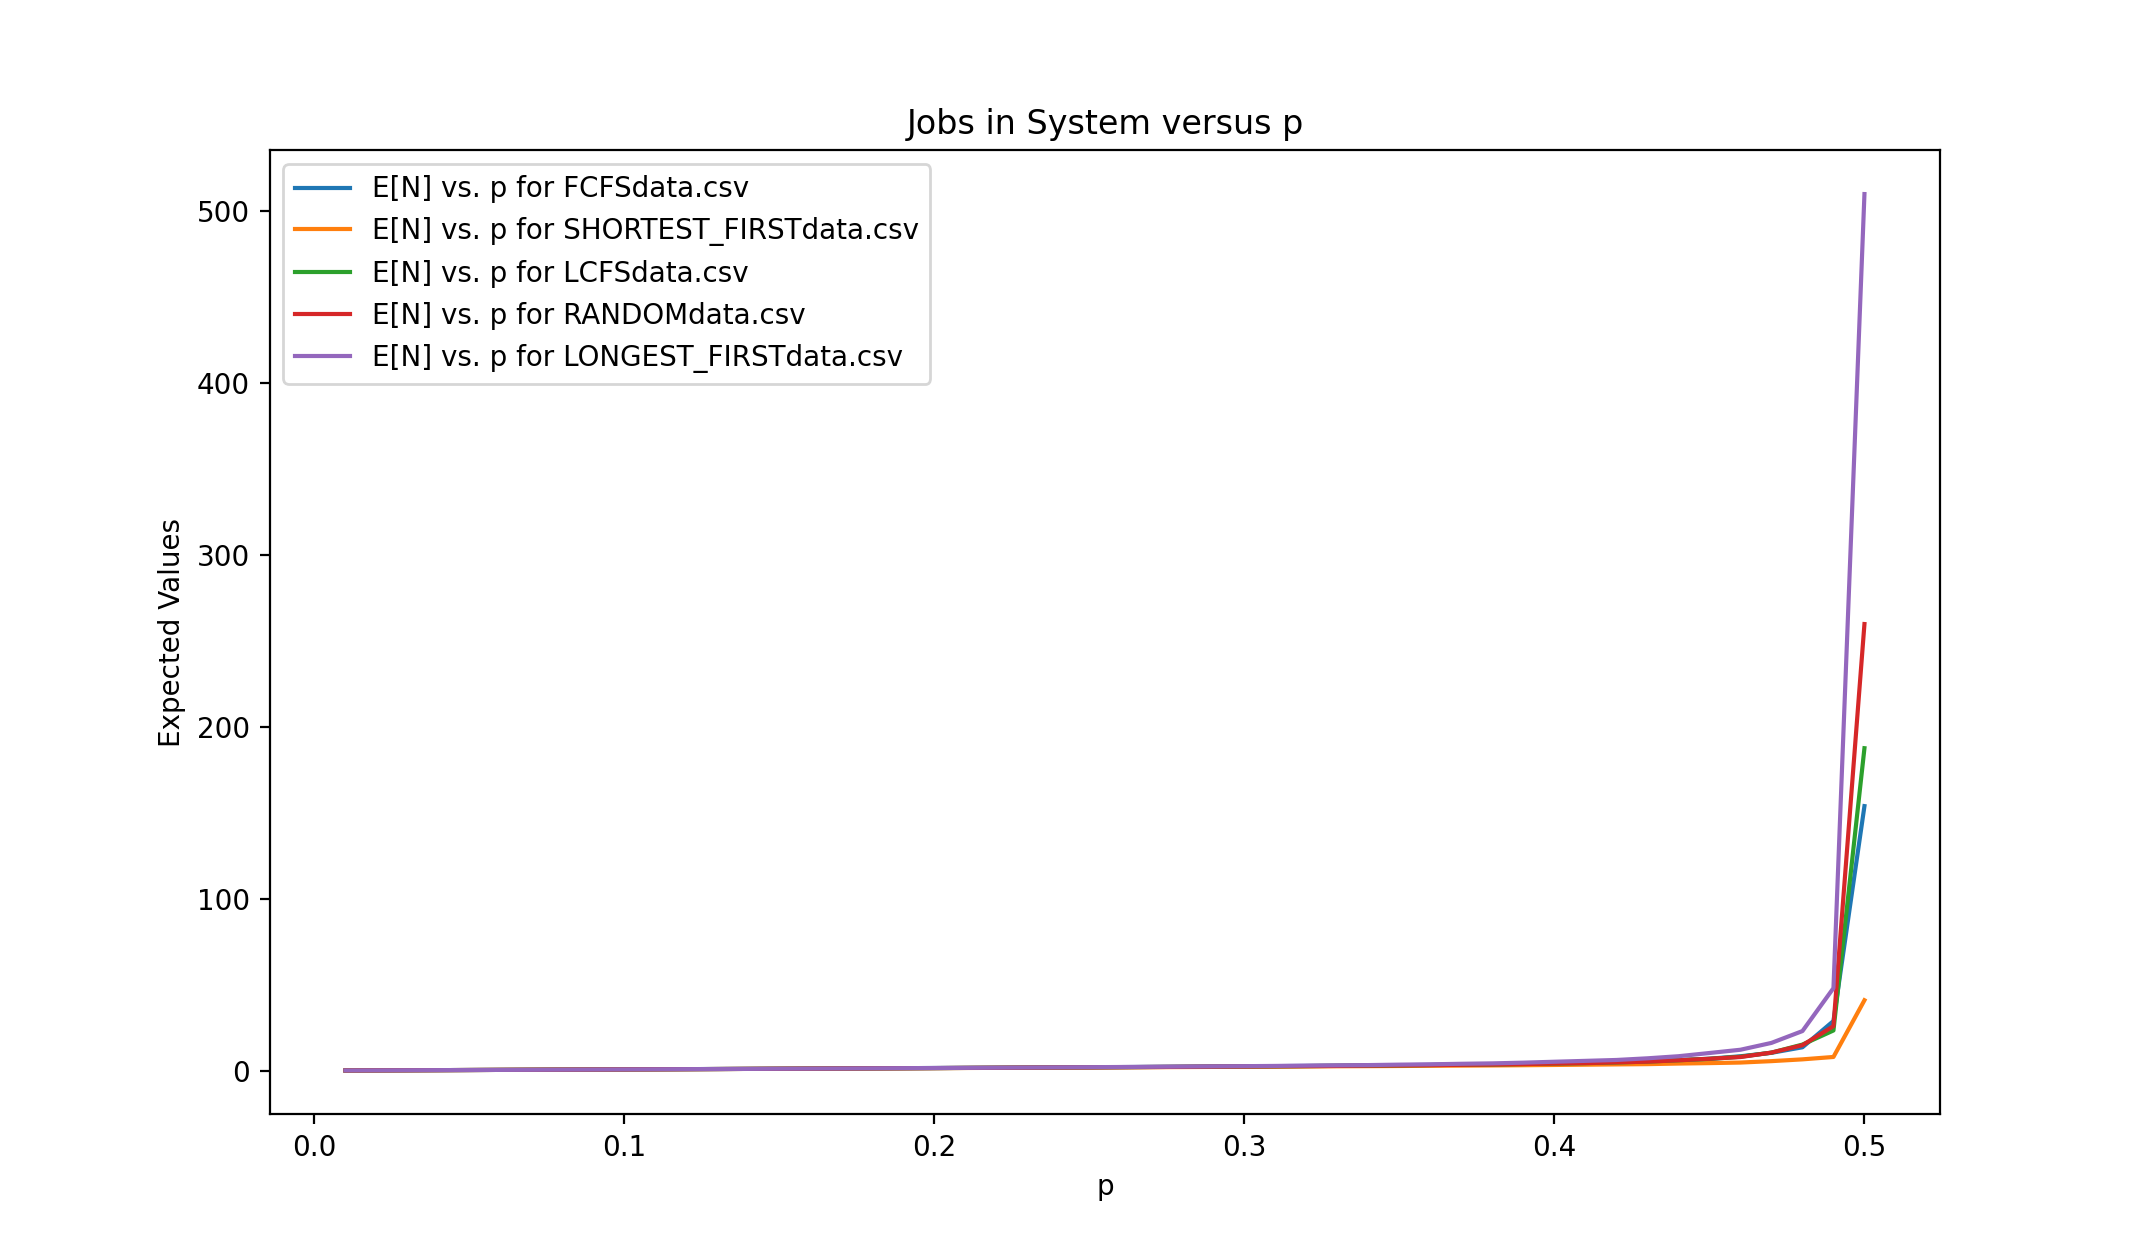 Jobs in System versus p
E[N] vs. p for FCFSdata.csv
E[N] vs. p for SHORTEST_FIRSTdata.csv
E[N] vs. p for LCFSdata.csv
E[N] vs. p for RANDOMdata.csv
E[N] vs. p for LONGEST_FIRSTdata.csv
Expected Values
500
400
300
200
100
0
0.0 0.1 0.2 0.3 0.4 0.5
p